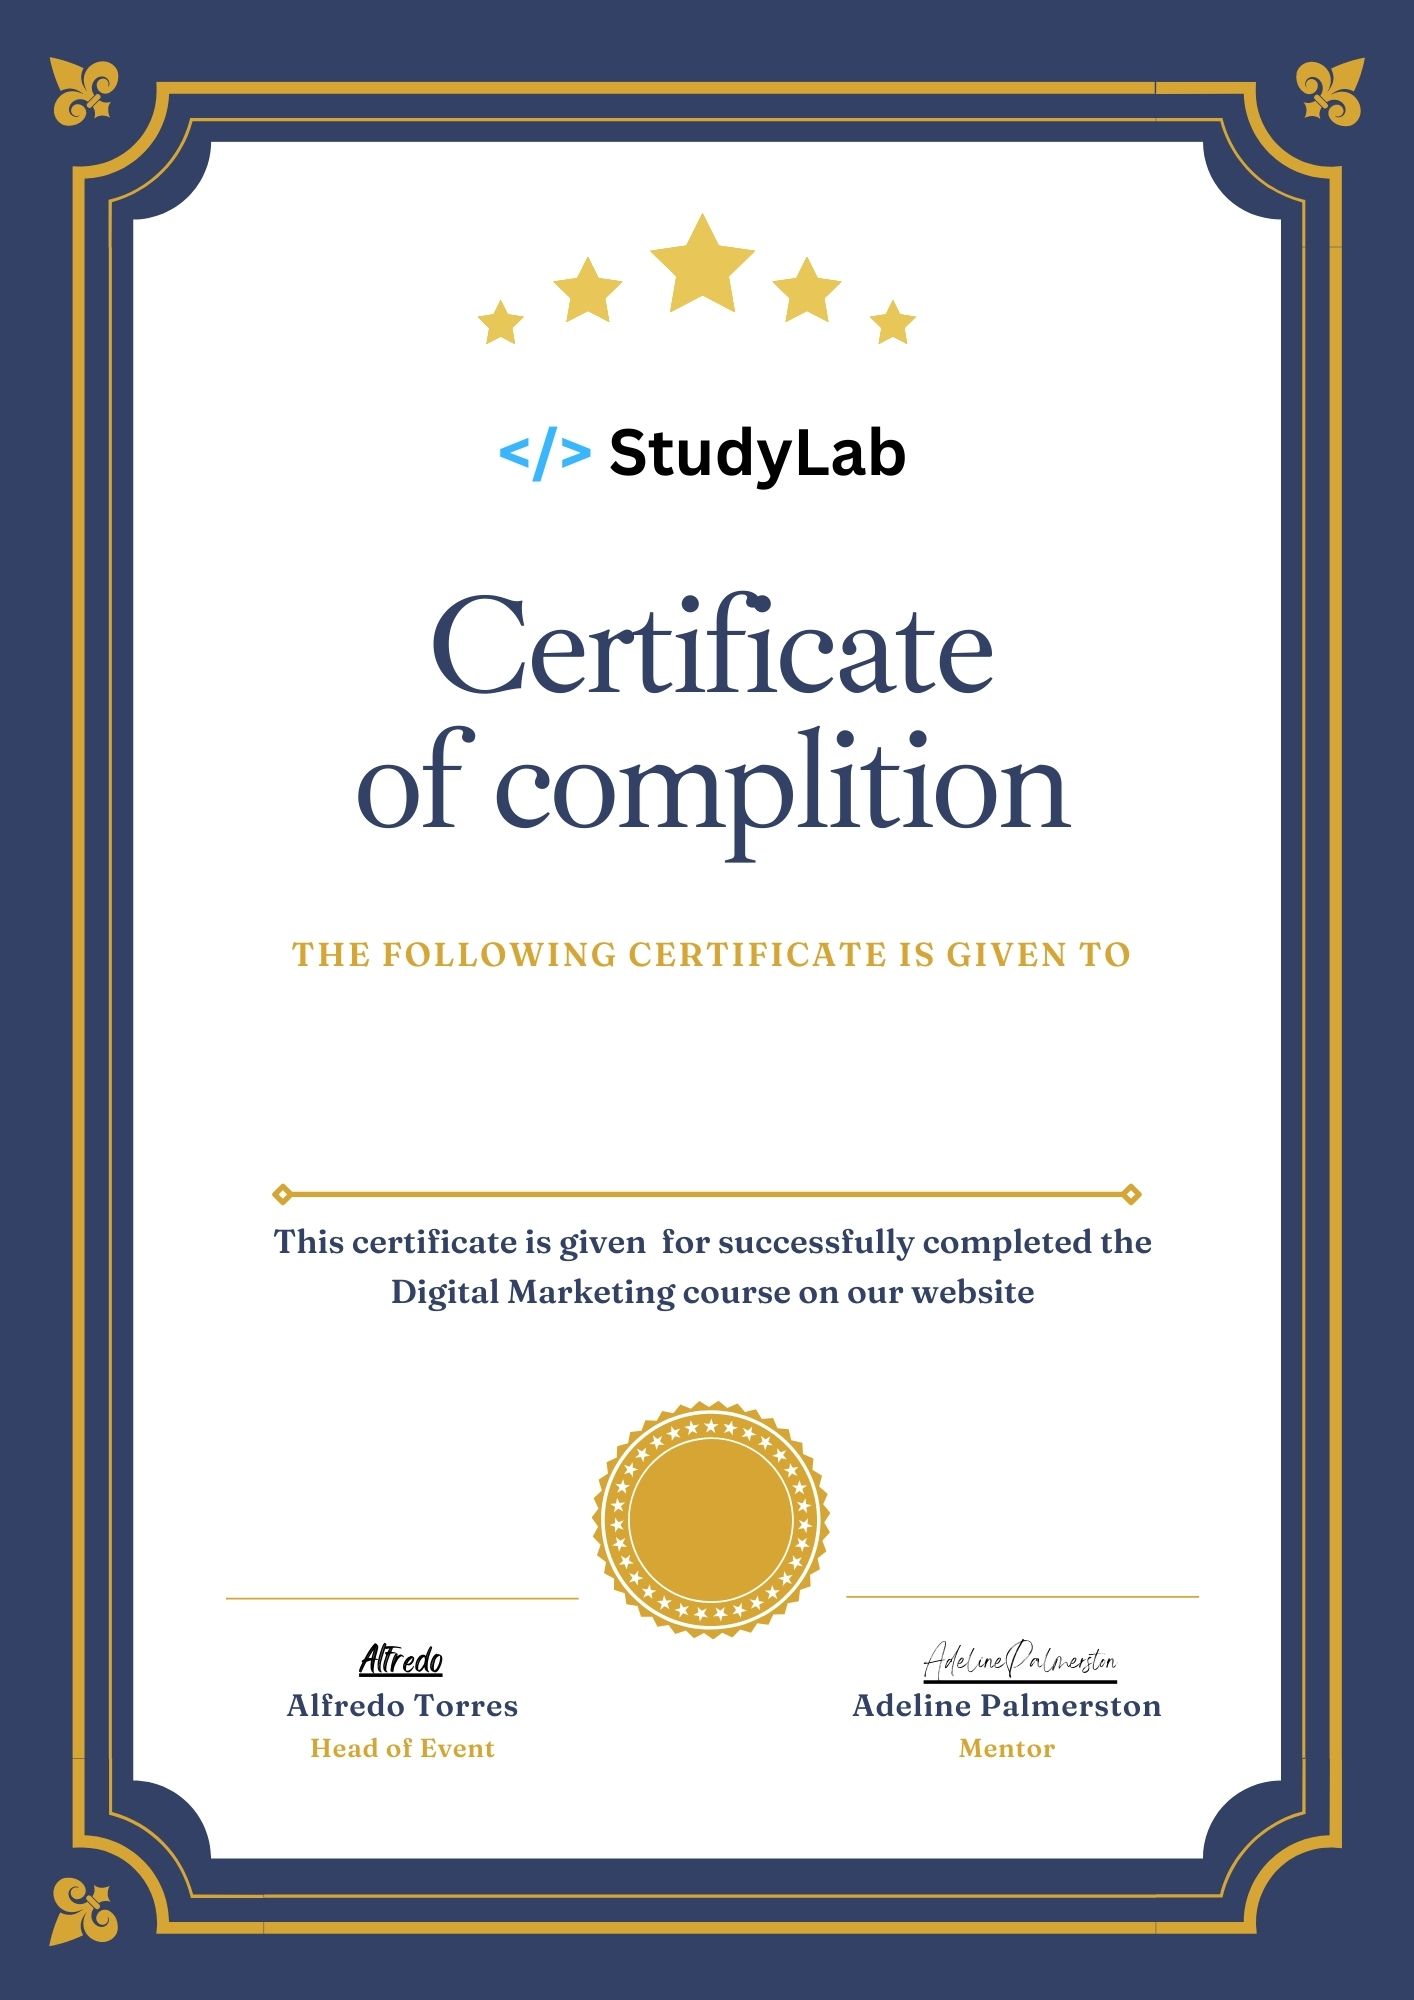 </> StudyLab
Certificate
of complition
THE FOLLOWING CERTIFICATE IS GIVEN TO
This certificate is given  for successfully completed the
Digital Marketing course on our website
Alfredo
Alfredo Torres
Head of Event
AdelinePalmerston
Adeline Palmerston
Mentor